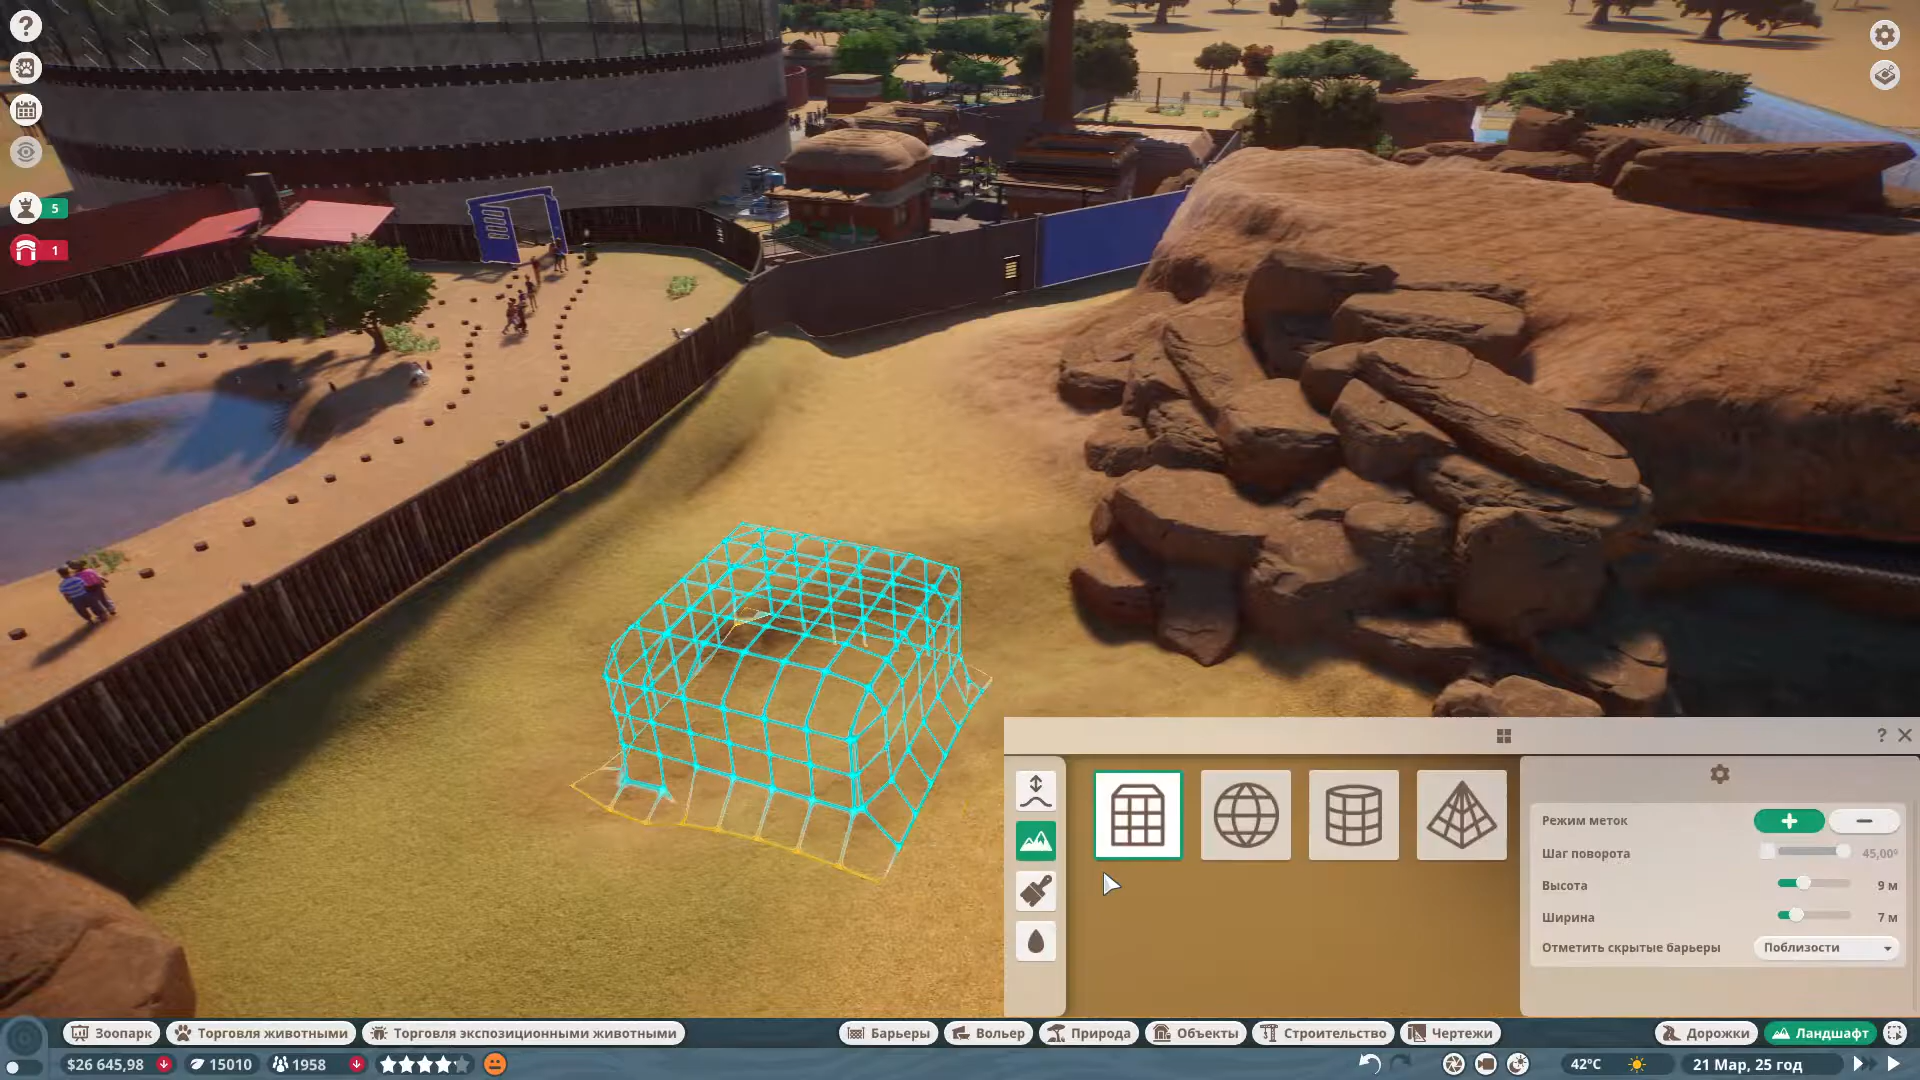 ?
5
1
?
Режим меток
Шаг поворота 45,00º
Высота 9 м
Ширина 7 м
Отметить скрытые барьеры Поблизости
Зоопарк Торговля животными Торговля экспозиционными животными Барьеры Вольер Природа Объекты Строительство Чертежи Дорожки Ландшафт
$26 645,98 15010 1958 42°C 21 Мар, 25 год